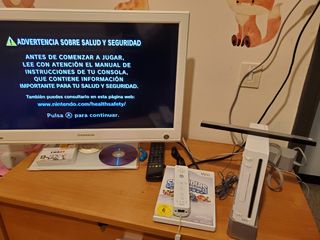 ⚠ADVERTENCIA SOBRE SALUD Y SEGURIDAD
ANTES DE COMENZAR A JUGAR,
LEE CON ATENCIÓN EL MANUAL DE
INSTRUCCIONES DE TU CONSOLA,
QUE CONTIENE INFORMACIÓN
IMPORTANTE PARA TU SALUD Y SEGURIDAD.
También puedes consultarlo en esta página web:
www.nintendo.com/healthsafety/
Pulsa Ⓐ para continuar.
Wii
Wii